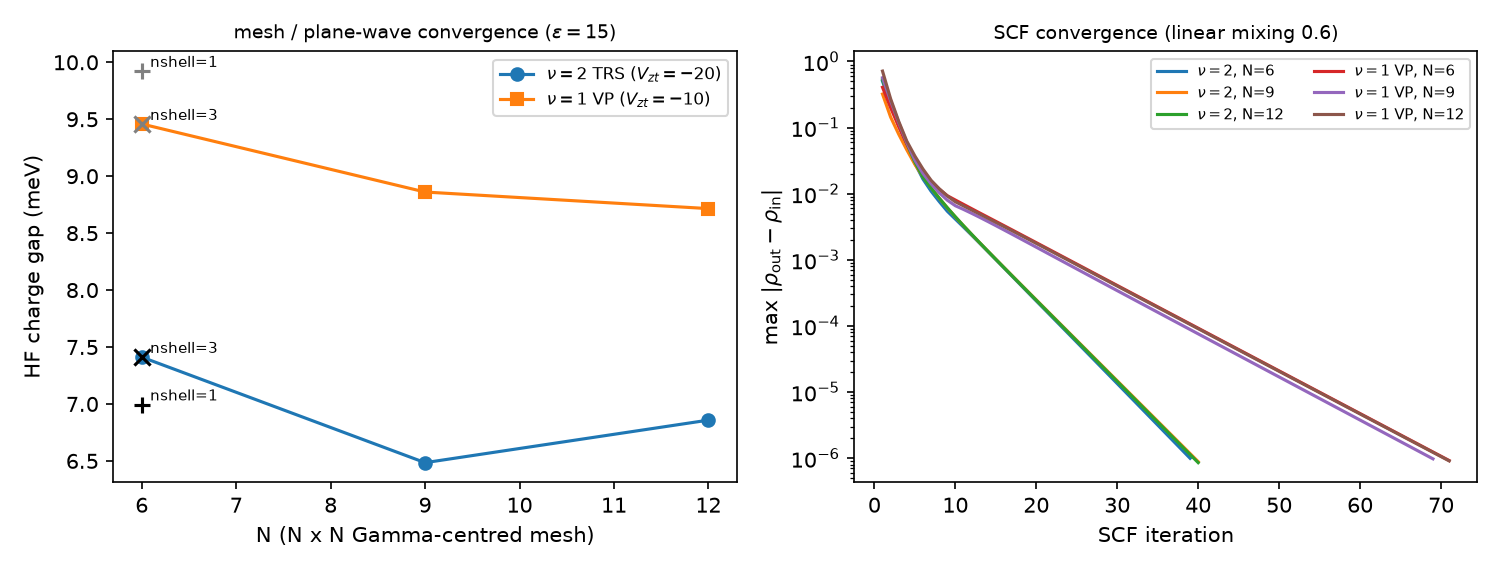 mesh / plane-wave convergence (ε = 15)
HF charge gap (meV)
10.0
9.5
9.0
8.5
8.0
7.5
7.0
6.5
nshell=1
nshell=3
nshell=3
nshell=1
ν = 2 TRS (V_zt = −20)
ν = 1 VP (V_zt = −10)
6 7 8 9 10 11 12
N (N x N Gamma-centred mesh)
SCF convergence (linear mixing 0.6)
max |ρ_out − ρ_in|
10⁰
10⁻¹
10⁻²
10⁻³
10⁻⁴
10⁻⁵
10⁻⁶
ν = 2, N=6
ν = 2, N=9
ν = 2, N=12
ν = 1 VP, N=6
ν = 1 VP, N=9
ν = 1 VP, N=12
0 10 20 30 40 50 60 70
SCF iteration